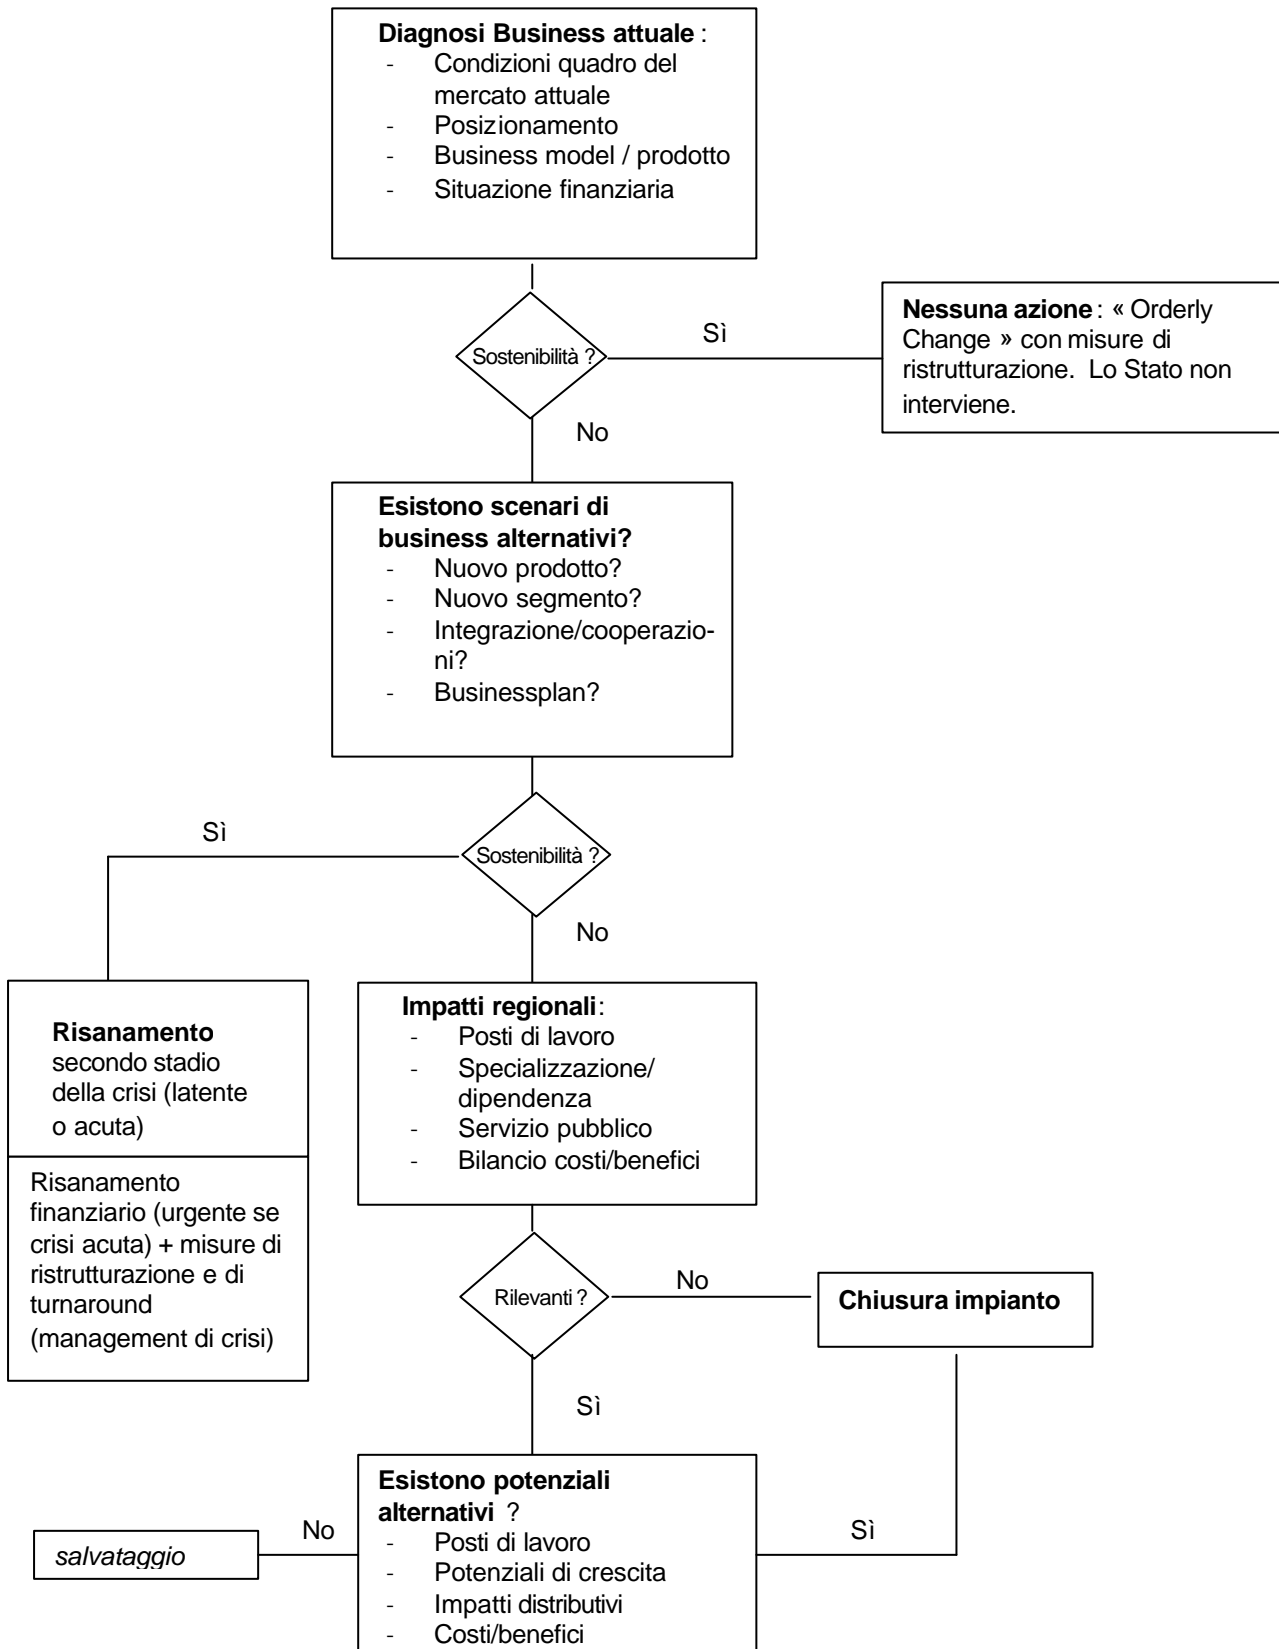 Diagnosi Business attuale :
- Condizioni quadro del
mercato attuale
- Posizionamento
- Business model / prodotto
- Situazione finanziaria
Sostenibilità ?
Sì
Nessuna azione : « Orderly
Change » con misure di
ristrutturazione. Lo Stato non
interviene.
No
Esistono scenari di
business alternativi?
- Nuovo prodotto?
- Nuovo segmento?
- Integrazione/cooperazio-
ni?
- Businessplan?
Sì
Sostenibilità ?
No
Risanamento
secondo stadio
della crisi (latente
o acuta)
Risanamento
finanziario (urgente se
crisi acuta) + misure di
ristrutturazione e di
turnaround
(management di crisi)
Impatti regionali:
- Posti di lavoro
- Specializzazione/
dipendenza
- Servizio pubblico
- Bilancio costi/benefici
Rilevanti ?
No
Chiusura impianto
Sì
Esistono potenziali
alternativi ?
- Posti di lavoro
- Potenziali di crescita
- Impatti distributivi
- Costi/benefici
No
salvataggio
Sì